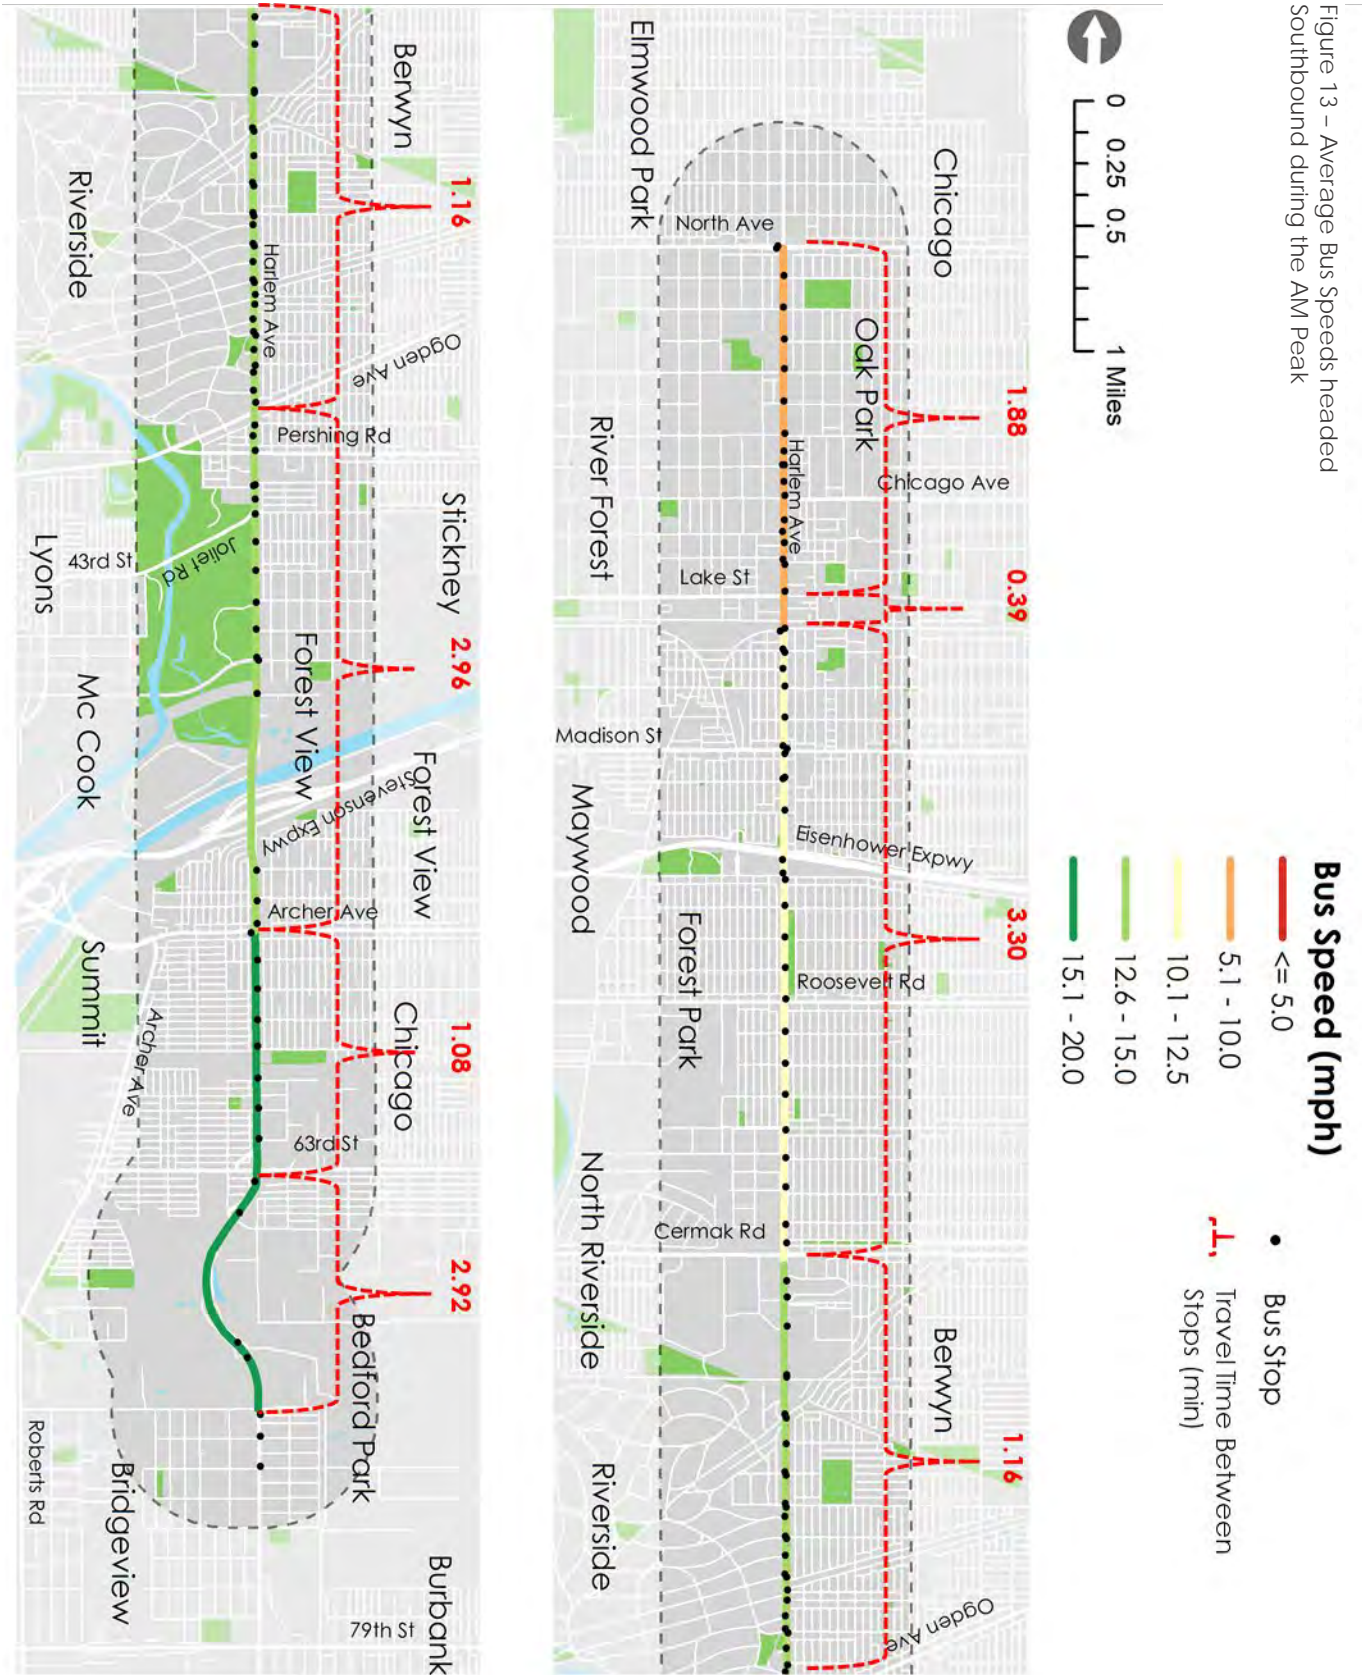 Figure 13 – Average Bus Speeds headed
Southbound during the AM Peak
Bus Speed (mph)
<= 5.0
5.1 - 10.0
10.1 - 12.5
12.6 - 15.0
15.1 - 20.0
Bus Stop
Travel Time Between
Stops (min)
0 0.25 0.5 1 Miles
Chicago
Elmwood Park
North Ave
Oak Park
1.88
River Forest
Harlem Ave
Chicago Ave
Lake St
0.39
Madison St
Maywood
Eisenhower Expwy
3.30
Forest Park
Roosevelt Rd
North Riverside
Cermak Rd
Berwyn
1.16
Riverside
Ogden Ave
Berwyn
1.16
Riverside
Harlem Ave
Ogden Ave
Pershing Rd
Stickney
2.96
43rd St
Joliet Rd
Lyons
Forest View
Mc Cook
Forest View
Stevenson Expwy
Archer Ave
Summit
Archer Ave
Chicago
1.08
63rd St
2.92
Bedford Park
Roberts Rd
Bridgeview
Burbank
79th St